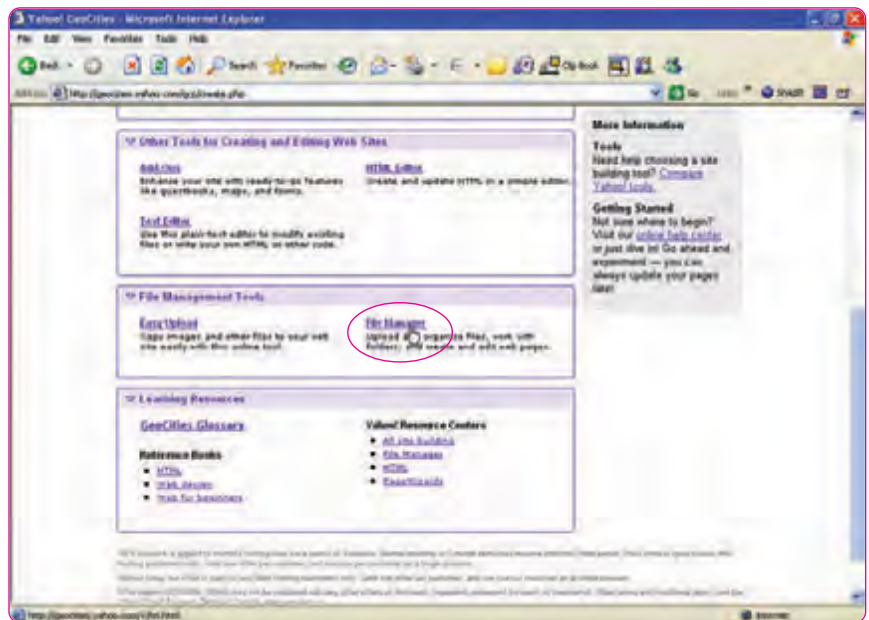 Yahoo! GeoCities - Microsoft Internet Explorer
File Edit View Favorites Tools Help
Back Search Favorites Clip Book
Address Go Links SnagIt
Other Tools for Creating and Editing Web Sites
Add-Ons
Enhance your site with ready-to-go features
like guestbooks, maps, and forms.
HTML Editor
Create and update HTML in a simple editor.
Text Editor
Use this plain-text editor to modify existing
files or write your own HTML or other code.
File Management Tools
Easy Upload
Copy images and other files to your web
site easily with this online tool.
File Manager
Upload and organize files, work with
folders, and create and edit web pages.
Learning Resources
GeoCities Glossary
Reference Books
HTML
Web design
Web for beginners
Yahoo! Resource Centers
All site building
File Manager
HTML
PageWizards
More Information
Tools
Need help choosing a site
building tool? Compare
Yahoo! tools.
Getting Started
Not sure where to begin?
Visit our online help center
or just dive in! Go ahead and
experiment — you can
always update your pages
later.
Internet